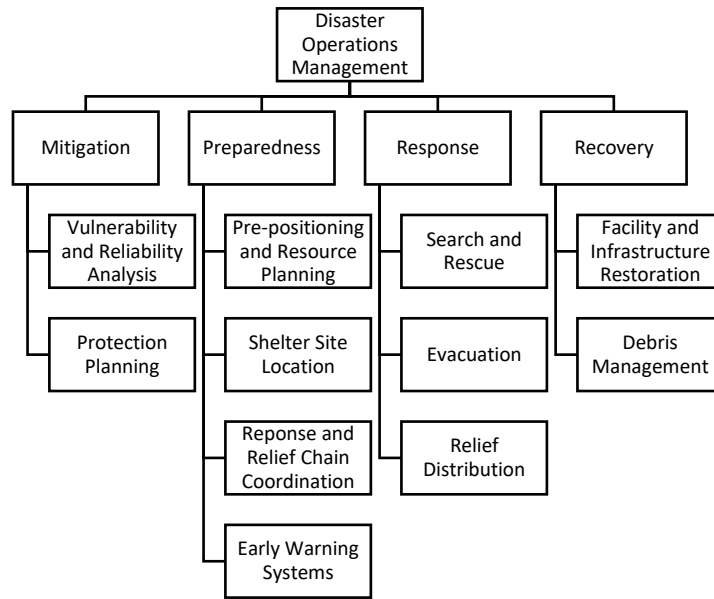 Disaster
Operations
Management
Mitigation
Preparedness
Response
Recovery
Vulnerability
and Reliability
Analysis
Protection
Planning
Pre-positioning
and Resource
Planning
Shelter Site
Location
Reponse and
Relief Chain
Coordination
Early Warning
Systems
Search and
Rescue
Evacuation
Relief
Distribution
Facility and
Infrastructure
Restoration
Debris
Management